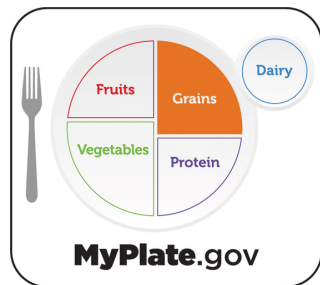 Dairy
Fruits
Grains
Vegetables
Protein
MyPlate.gov